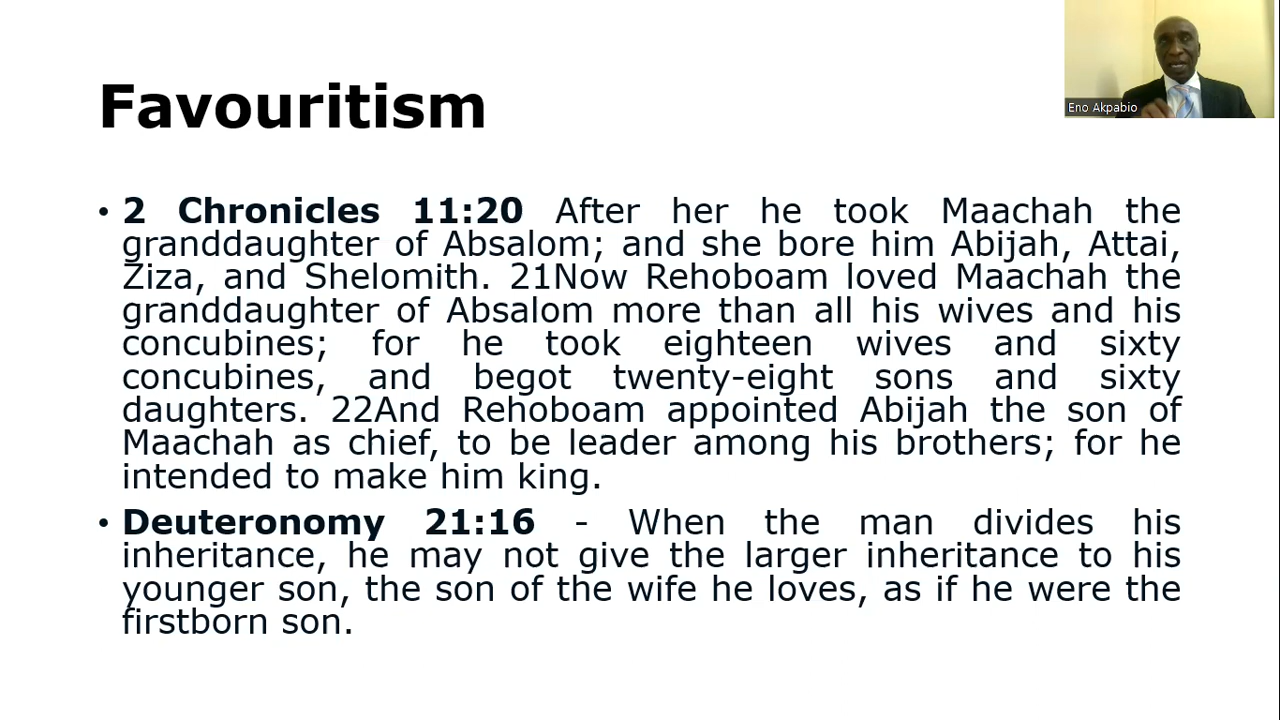 Favouritism
Eno Akpabio
• 2 Chronicles 11:20 After her he took Maachah the
granddaughter of Absalom; and she bore him Abijah, Attai,
Ziza, and Shelomith. 21Now Rehoboam loved Maachah the
granddaughter of Absalom more than all his wives and his
concubines; for he took eighteen wives and sixty
concubines, and begot twenty-eight sons and sixty
daughters. 22And Rehoboam appointed Abijah the son of
Maachah as chief, to be leader among his brothers; for he
intended to make him king.
• Deuteronomy 21:16 - When the man divides his
inheritance, he may not give the larger inheritance to his
younger son, the son of the wife he loves, as if he were the
firstborn son.